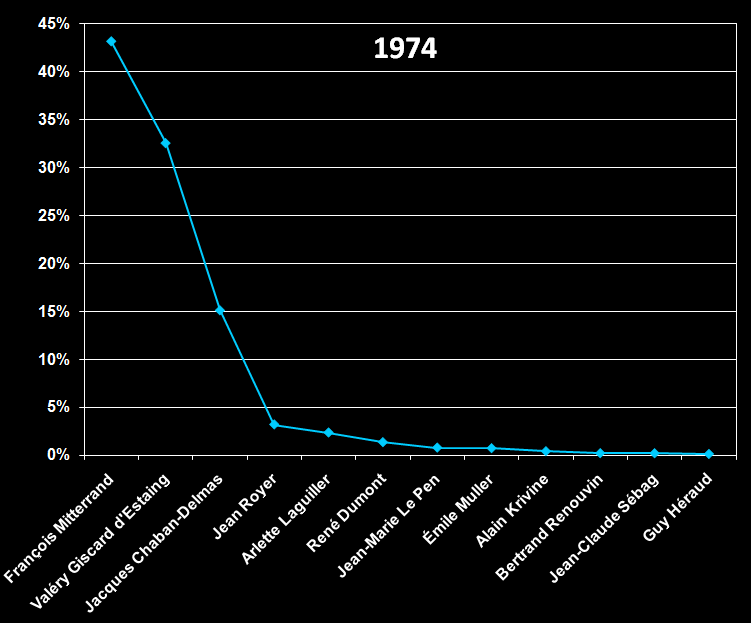 1974
45%
40%
35%
30%
25%
20%
15%
10%
5%
0%
François Mitterrand
Valéry Giscard d'Estaing
Jacques Chaban-Delmas
Jean Royer
Arlette Laguiller
René Dumont
Jean-Marie Le Pen
Émile Muller
Alain Krivine
Bertrand Renouvin
Jean-Claude Sébag
Guy Héraud